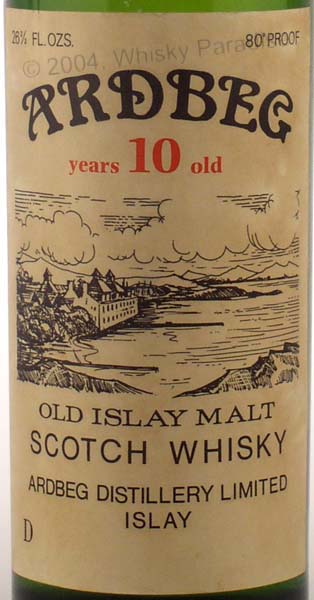 26⅔ FL.OZS. 80° PROOF
© 2004, Whisky Paradise
ARDBEG
years 10 old
OLD ISLAY MALT
SCOTCH WHISKY
ARDBEG DISTILLERY LIMITED
ISLAY
D